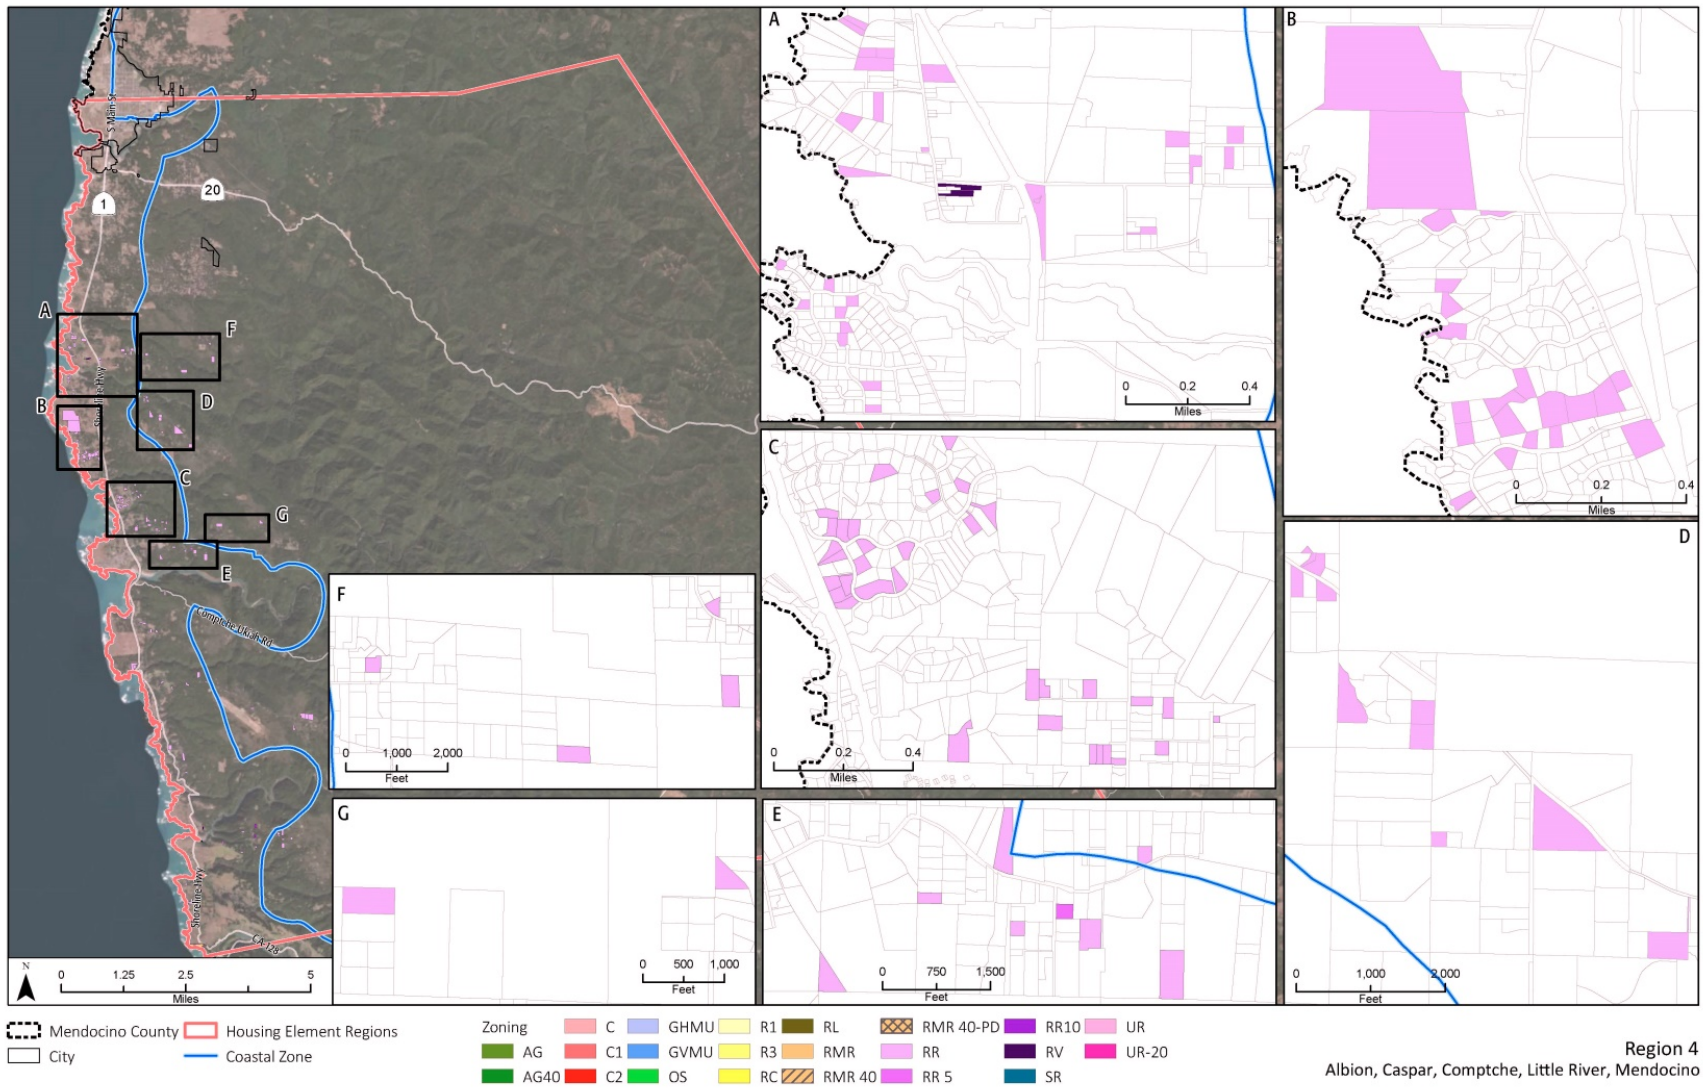 S Main St
20
1
A
F
Shoreline Hwy
B
D
C
G
E
Comptche Ukiah Rd
Shoreline Hwy
CA-128
N
0 1.25 2.5 5
Miles
A
0 0.2 0.4
Miles
B
0 0.2 0.4
Miles
C
0 0.2 0.4
Miles
D
0 1,000 2,000
Feet
F
0 1,000 2,000
Feet
G
0 500 1,000
Feet
E
0 750 1,500
Feet
Mendocino County
Housing Element Regions
City
Coastal Zone
Zoning
AG
AG40
C
C1
C2
GHMU
GVMU
OS
R1
R3
RC
RL
RMR
RMR 40
RMR 40-PD
RR
RR 5
RR10
RV
SR
UR
UR-20
Region 4
Albion, Caspar, Comptche, Little River, Mendocino